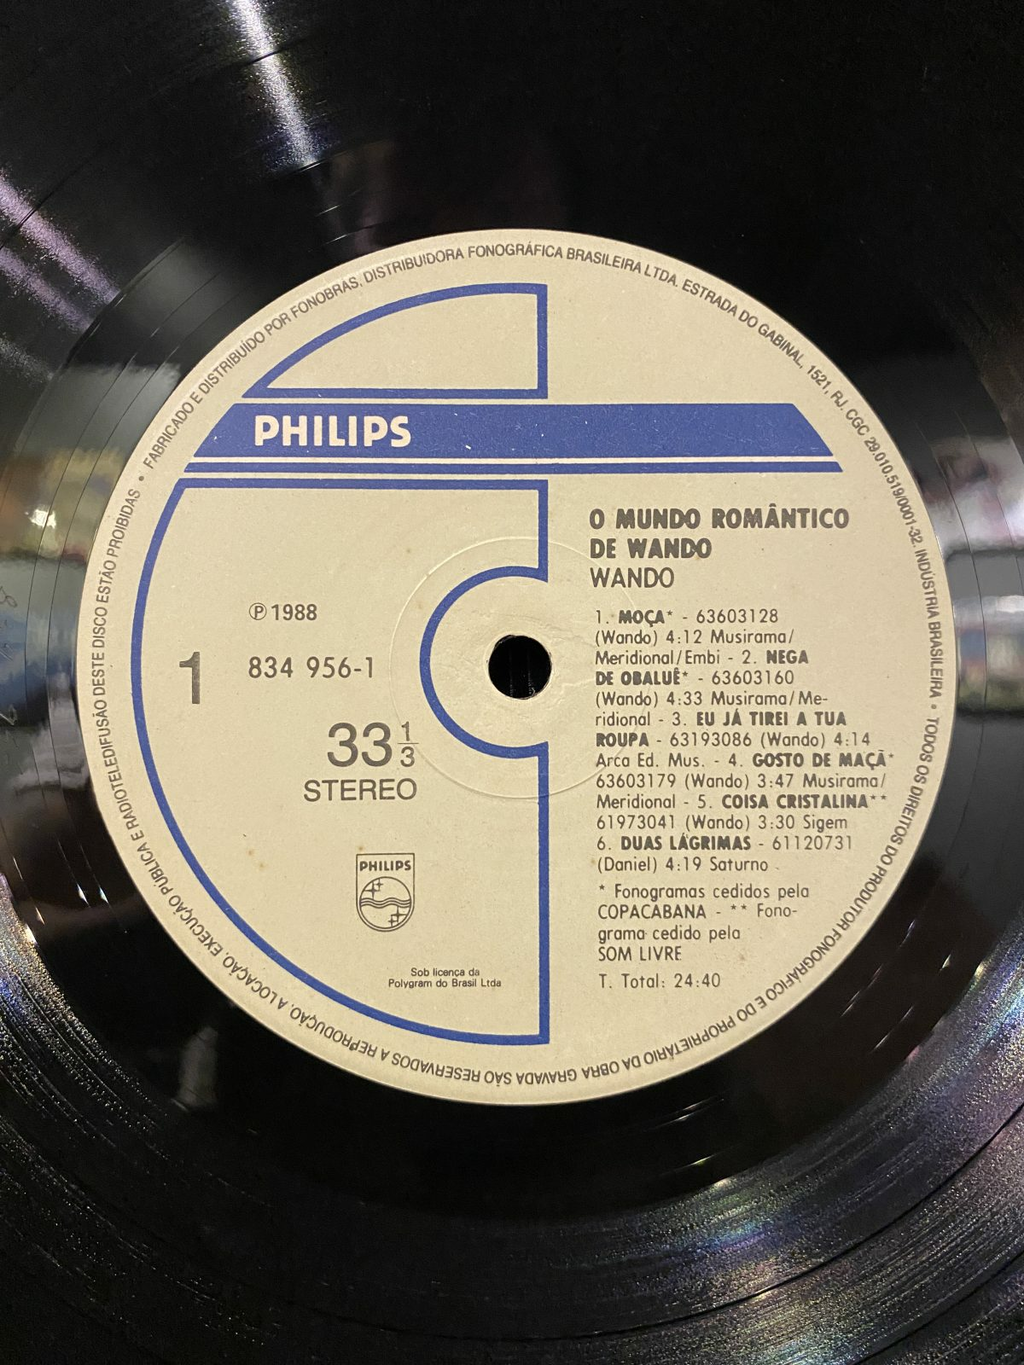 FABRICADO E DISTRIBUÍDO POR FONOBRAS, DISTRIBUIDORA FONOGRÁFICA BRASILEIRA LTDA. ESTRADA DO GABINAL, 1521, RJ. CGC 29.010.519/0001-32. INDÚSTRIA BRASILEIRA • TODOS OS DIREITOS DO PRODUTOR FONOGRÁFICO E DO PROPRIETÁRIO DA OBRA GRAVADA SÃO RESERVADOS A REPRODUÇÃO, A LOCAÇÃO, EXECUÇÃO PÚBLICA E RADIOTELEDIFUSÃO DESTE DISCO ESTÃO PROIBIDAS •
PHILIPS
O MUNDO ROMÂNTICO
DE WANDO
WANDO
℗ 1988
1
834 956-1
33 1/3
STEREO
1. MOÇA* - 63603128
(Wando) 4:12 Musirama/
Meridional/Embi - 2. NEGA
DE OBALUÊ* - 63603160
(Wando) 4:33 Musirama/Me-
ridional - 3. EU JÁ TIREI A TUA
ROUPA - 63193086 (Wando) 4:14
Arca Ed. Mus. - 4. GOSTO DE MAÇÃ*
63603179 (Wando) 3:47 Musirama/
Meridional - 5. COISA CRISTALINA**
61973041 (Wando) 3:30 Sigem
6. DUAS LÁGRIMAS - 61120731
(Daniel) 4:19 Saturno
* Fonogramas cedidos pela
COPACABANA - ** Fono-
grama cedido pela
SOM LIVRE
T. Total: 24:40
PHILIPS
Sob licença da
Polygram do Brasil Ltda